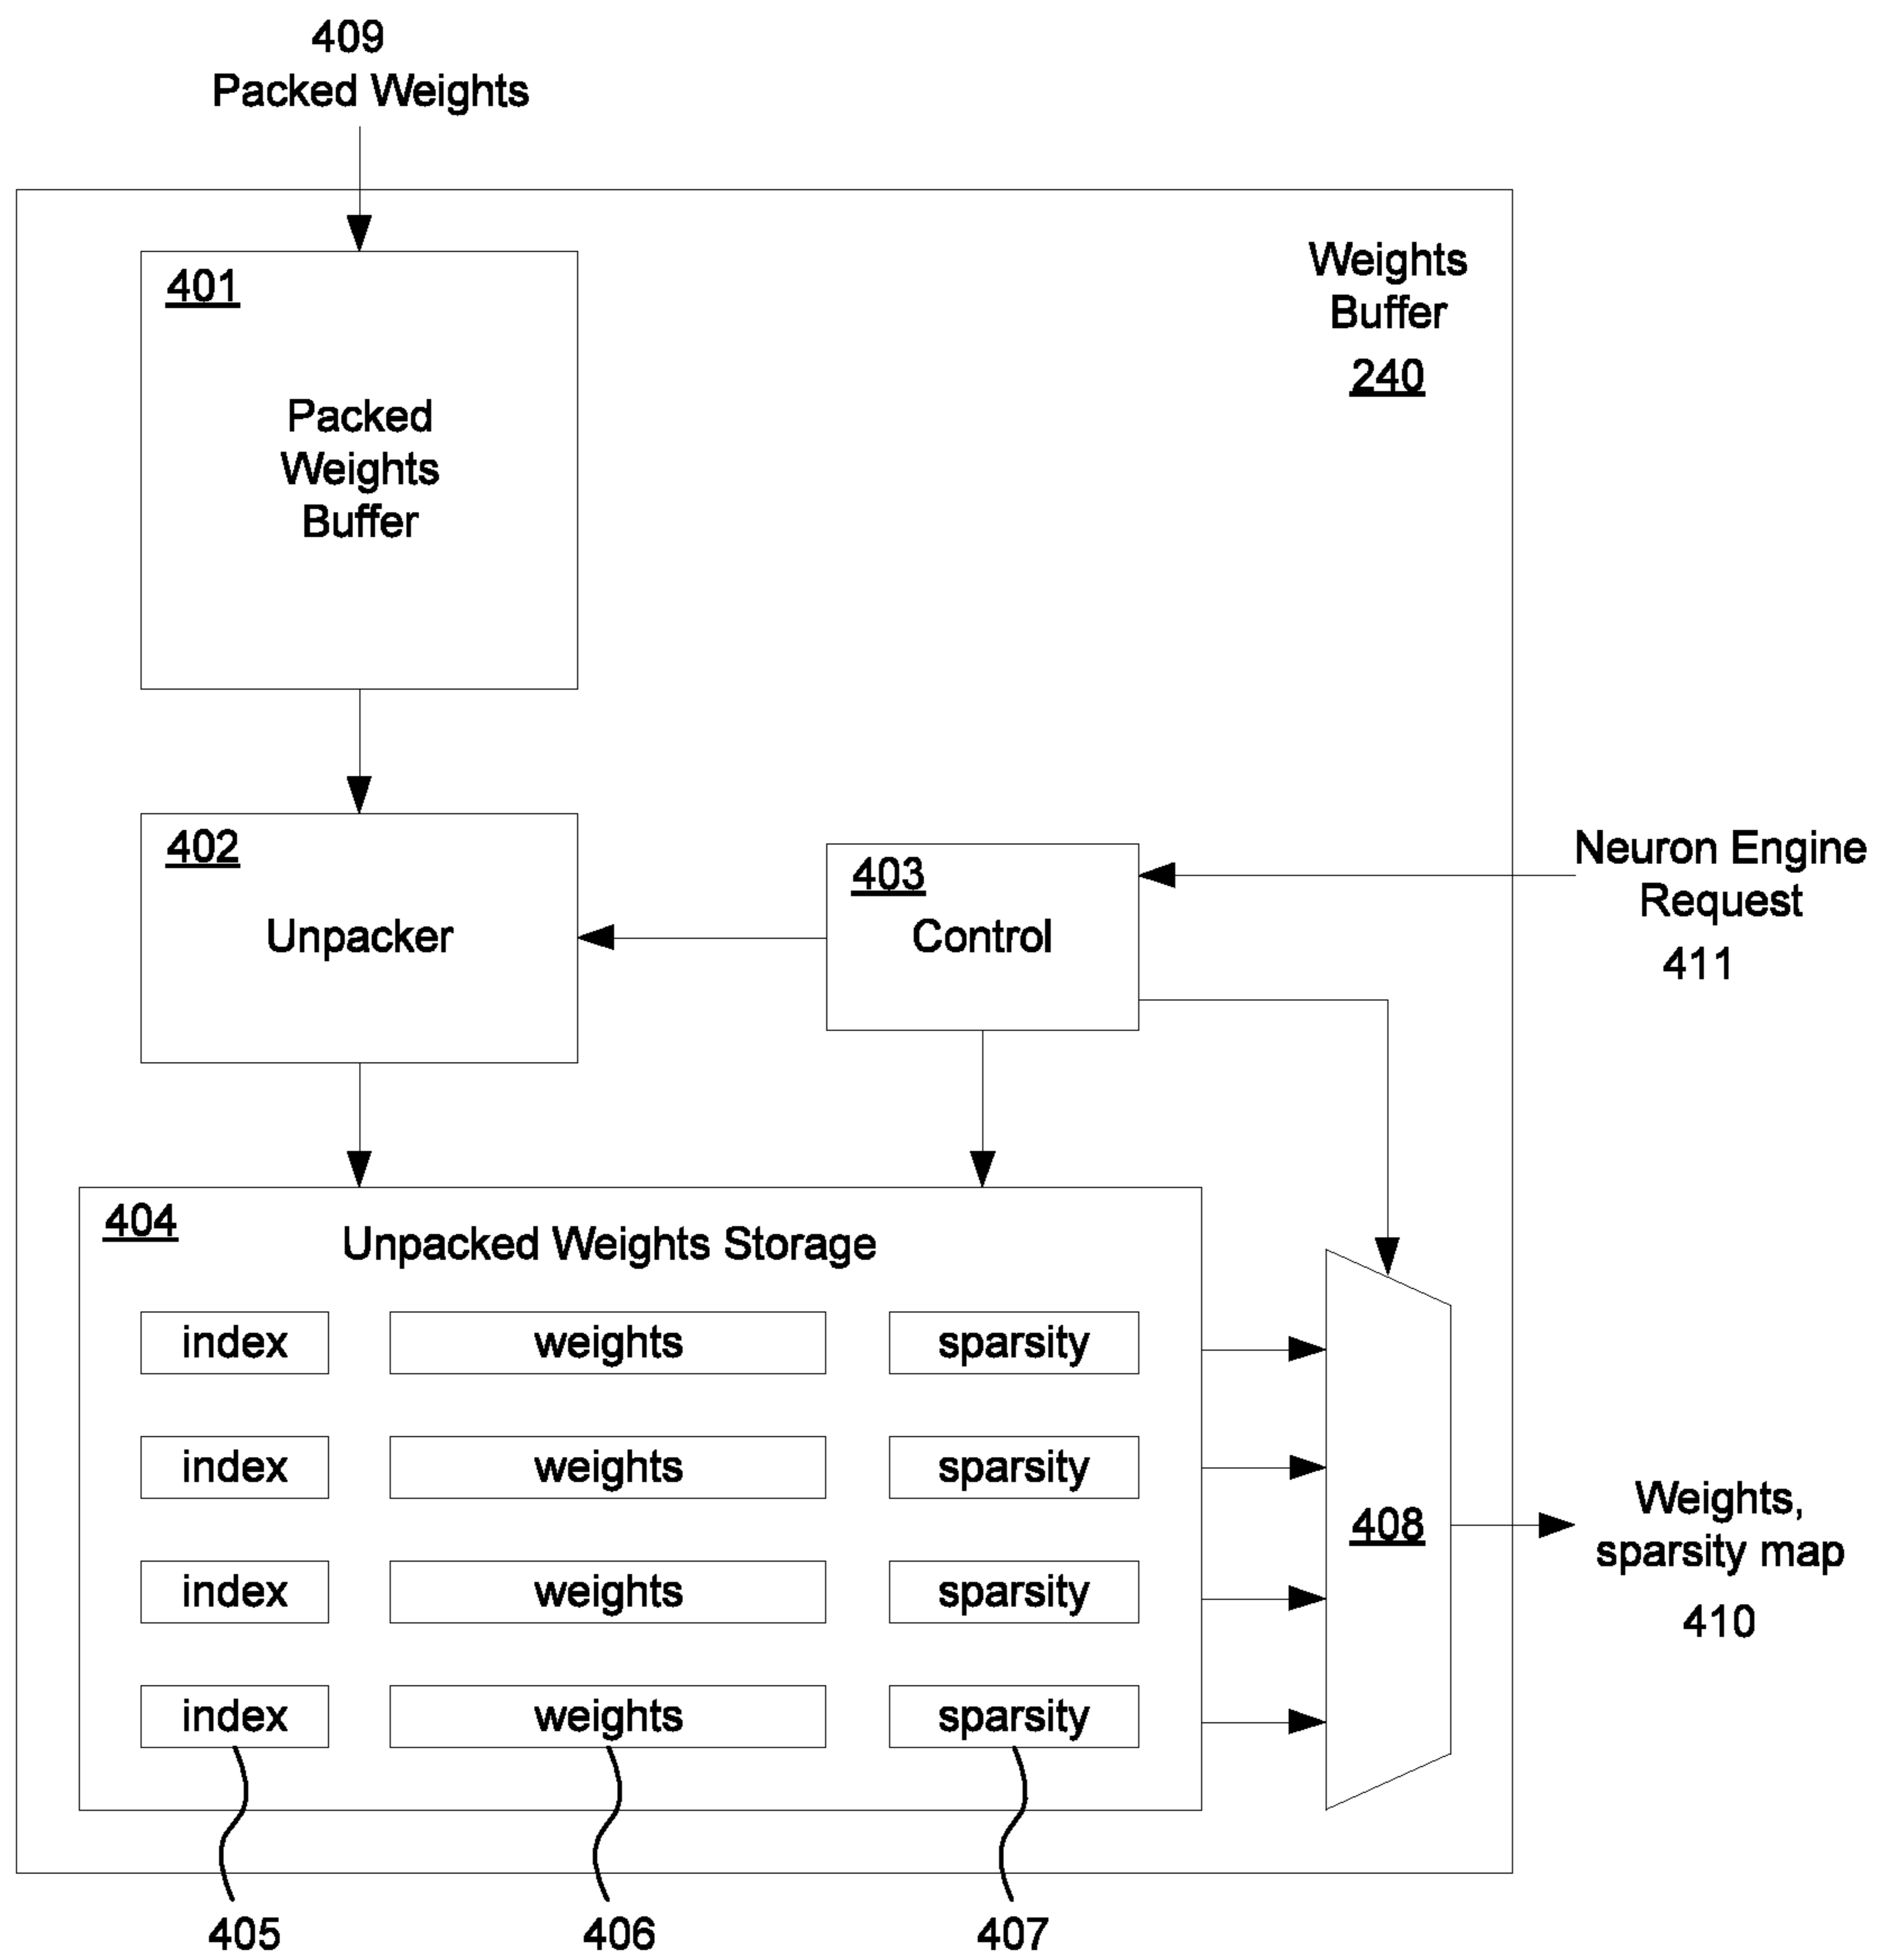 409
Packed Weights
401
Packed
Weights
Buffer
Weights
Buffer
240
402
Unpacker
403
Control
Neuron Engine
Request
411
404
Unpacked Weights Storage
index weights sparsity
index weights sparsity
index weights sparsity
index weights sparsity
408
Weights,
sparsity map
410
405 406 407